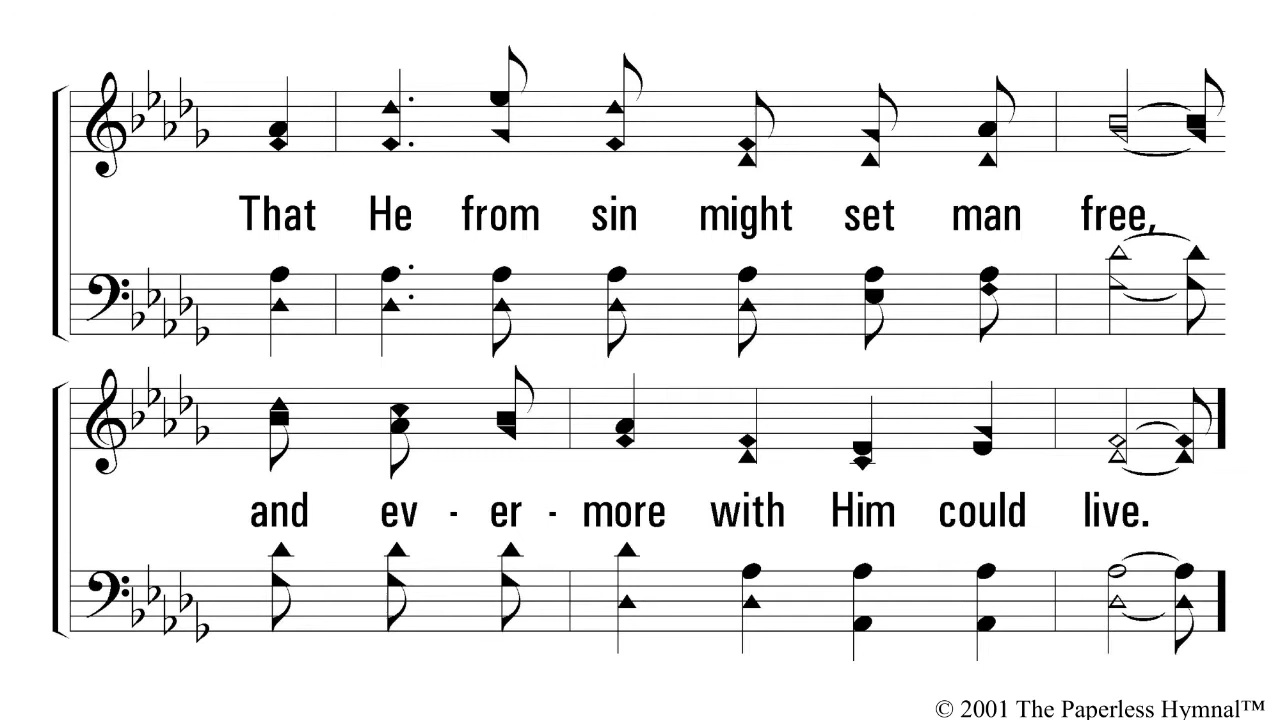 That He from sin might set man free,
and ev - er - more with Him could live.
© 2001 The Paperless Hymnal™